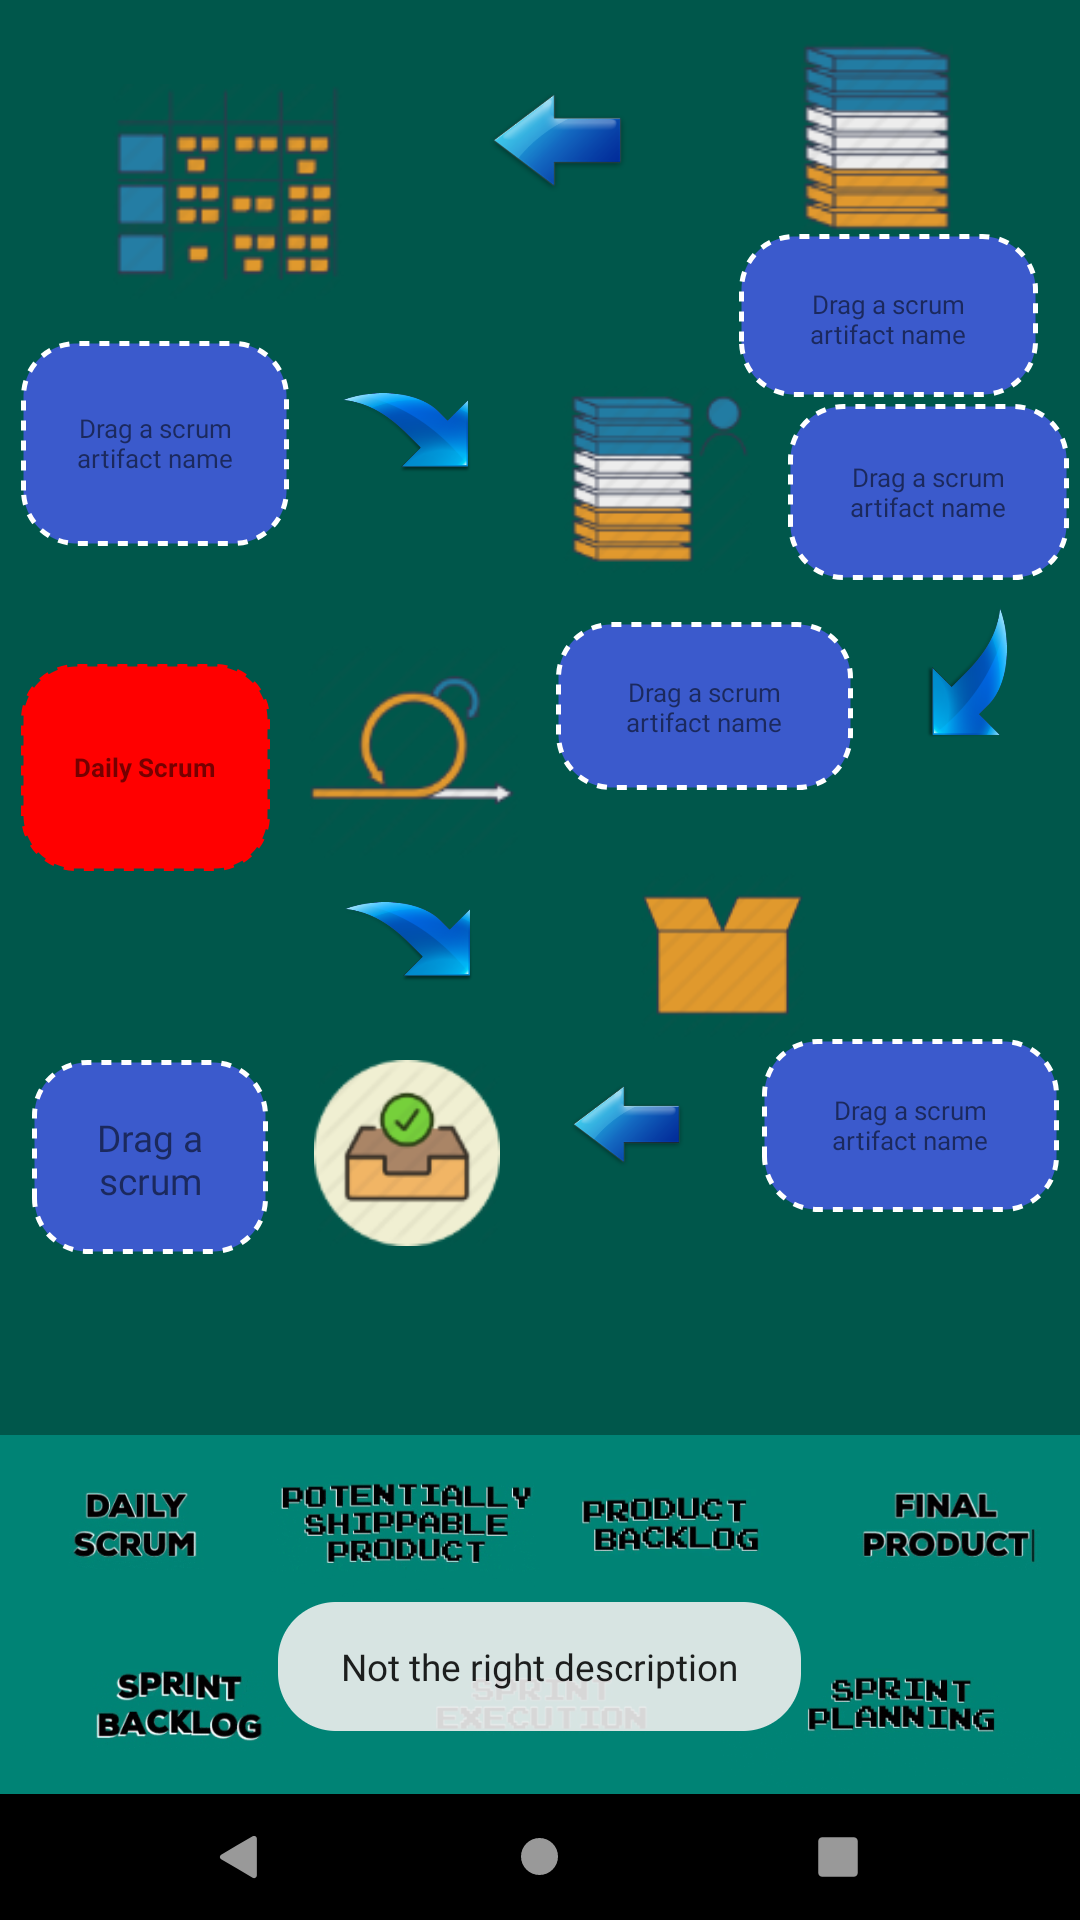 Drag a scrum
artifact name
Drag a scrum
artifact name
Drag a scrum
artifact name
Drag a scrum
artifact name
Daily Scrum
Drag a scrum
artifact name
Drag a
scrum
DAILY
SCRUM
POTENTIALLY
SHIPPABLE
PRODUCT
PRODUCT
BACKLOG
FINAL
PRODUCT
SPRINT
BACKLOG
Not the right description
SPRINT
EXECUTION
SPRINT
PLANNING